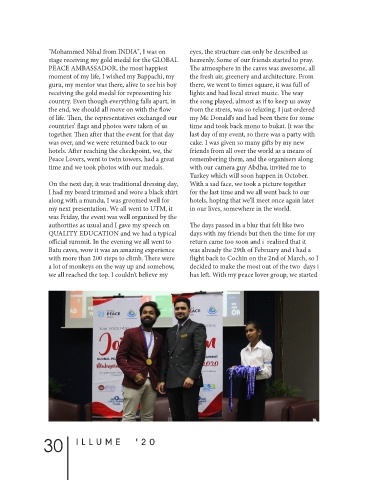 "Mohammed Nihal from INDIA", I was on
stage receiving my gold medal for the GLOBAL
PEACE AMBASSADOR, the most happiest
moment of my life, I wished my Bappachi, my
guru, my mentor was there, alive to see his boy
receiving the gold medal for representing his
country. Even though everything falls apart, in
the end, we should all move on with the flow
of life. Then, the representatives exchanged our
countries' flags and photos were taken of us
together. Then after that the event for that day
was over, and we were returned back to our
hotels. After reaching the checkpoint, we, the
Peace Lovers, went to twin towers, had a great
time and we took photos with our medals.

On the next day, it was traditional dressing day,
I had my beard trimmed and wore a black shirt
along with a mundu, I was groomed well for
my next presentation. We all went to UTM, it
was Friday, the event was well organised by the
authorities as usual and I gave my speech on
QUALITY EDUCATION and we had a typical
official summit. In the evening we all went to
Batu caves, wow it was an amazing experience
with more than 200 steps to climb. There were
a lot of monkeys on the way up and somehow,
we all reached the top. I couldn't believe my
eyes, the structure can only be described as
heavenly. Some of our friends started to pray.
The atmosphere in the caves was awesome, all
the fresh air, greenery and architecture. From
there, we went to times square, it was full of
lights and had local street music. The way
the song played, almost as if to keep us away
from the stress, was so relaxing. I just ordered
my Mc Donald's and had been there for some
time and took back mono to bukat. It was the
last day of my event, so there was a party with
cake. I was given so many gifts by my new
friends from all over the world as a means of
remembering them, and the organisers along
with our camera guy Abdha, invited me to
Turkey which will soon happen in October.
With a sad face, we took a picture together
for the last time and we all went back to our
hotels, hoping that we'll meet once again later
in our lives, somewhere in the world.

The days passed in a blur that felt like two
days with my friends but then the time for my
return came too soon and i realised that it
was already the 29th of February and i had a
flight back to Cochin on the 2nd of March, so I
decided to make the most out of the two days i
has left. With my peace lover group, we started
PEACE
2020
30
ILLUME '20